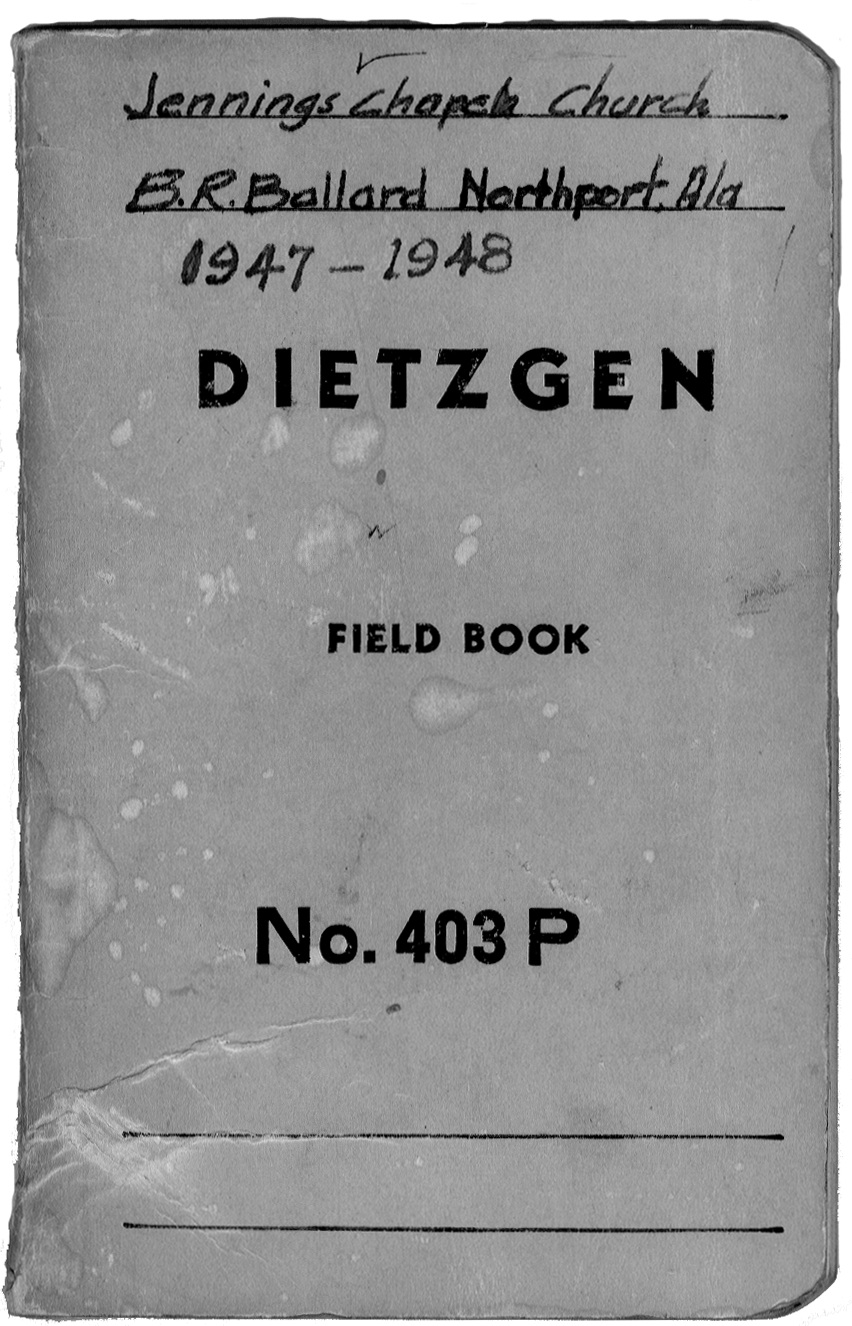 Jennings Chapel Church
B.R. Ballard Northport, Ala
1947 - 1948
DIETZGEN
FIELD BOOK
No. 403 P